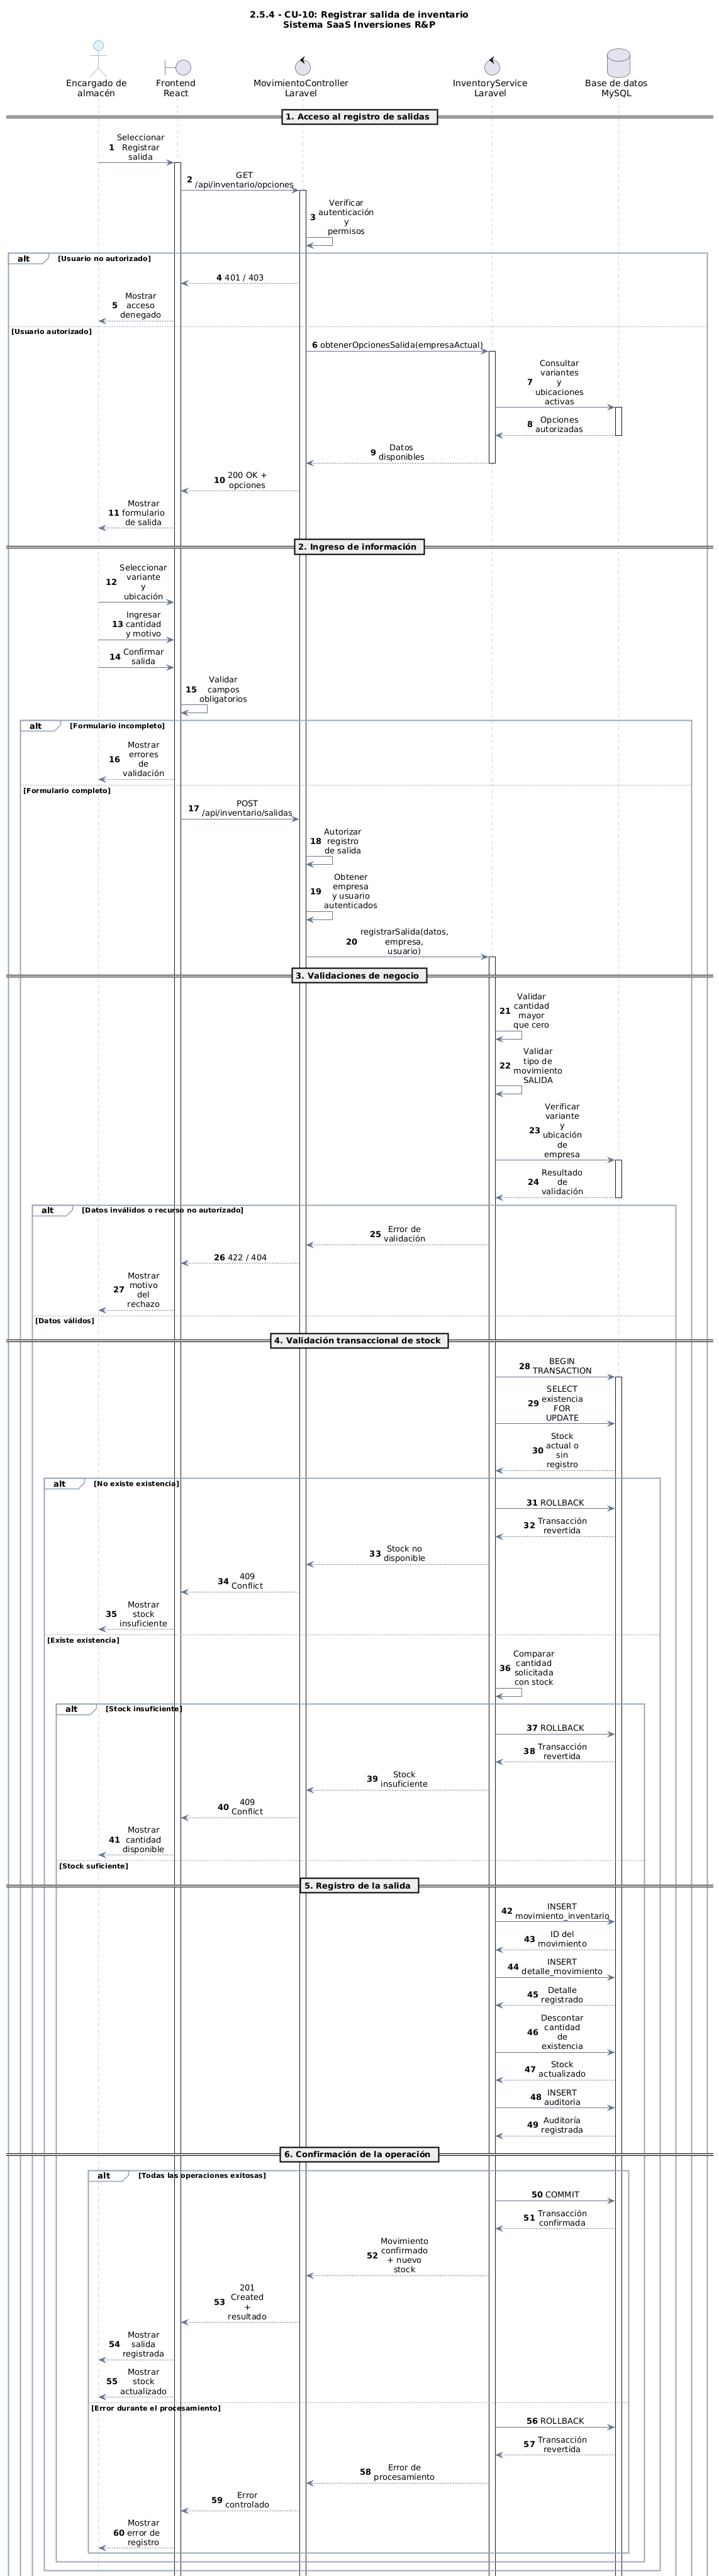 2.5.4 - CU-10: Registrar salida de inventario
Sistema SaaS Inversiones R&P
Encargado de
almacén
Frontend
React
MovimientoController
Laravel
InventoryService
Laravel
Base de datos
MySQL
1. Acceso al registro de salidas
1 Seleccionar
Registrar
salida
2 GET
/api/inventario/opciones
3 Verificar
autenticación
y
permisos
alt [Usuario no autorizado]
4 401 / 403
5 Mostrar
acceso
denegado
[Usuario autorizado]
6 obtenerOpcionesSalida(empresaActual)
7 Consultar
variantes
y
ubicaciones
activas
8 Opciones
autorizadas
9 Datos
disponibles
10 200 OK +
opciones
11 Mostrar
formulario
de salida
2. Ingreso de información
12 Seleccionar
variante
y
ubicación
13 Ingresar
cantidad
y motivo
14 Confirmar
salida
15 Validar
campos
obligatorios
alt [Formulario incompleto]
16 Mostrar
errores
de
validación
[Formulario completo]
17 POST
/api/inventario/salidas
18 Autorizar
registro
de salida
19 Obtener
empresa
y usuario
autenticados
20 registrarSalida(datos,
empresa,
usuario)
3. Validaciones de negocio
21 Validar
cantidad
mayor
que cero
22 Validar
tipo de
movimiento
SALIDA
23 Verificar
variante
y
ubicación
de
empresa
24 Resultado
de
validación
alt [Datos inválidos o recurso no autorizado]
25 Error de
validación
26 422 / 404
27 Mostrar
motivo
del
rechazo
[Datos válidos]
4. Validación transaccional de stock
28 BEGIN
TRANSACTION
29 SELECT
existencia
FOR
UPDATE
30 Stock
actual o
sin
registro
alt [No existe existencia]
31 ROLLBACK
32 Transacción
revertida
33 Stock no
disponible
34 409
Conflict
35 Mostrar
stock
insuficiente
[Existe existencia]
36 Comparar
cantidad
solicitada
con stock
alt [Stock insuficiente]
37 ROLLBACK
38 Transacción
revertida
39 Stock
insuficiente
40 409
Conflict
41 Mostrar
cantidad
disponible
[Stock suficiente]
5. Registro de la salida
42 INSERT
movimiento_inventario
43 ID del
movimiento
44 INSERT
detalle_movimiento
45 Detalle
registrado
46 Descontar
cantidad
de
existencia
47 Stock
actualizado
48 INSERT
auditoria
49 Auditoría
registrada
6. Confirmación de la operación
alt [Todas las operaciones exitosas]
50 COMMIT
51 Transacción
confirmada
52 Movimiento
confirmado
+ nuevo
stock
53 201
Created
+
resultado
54 Mostrar
salida
registrada
55 Mostrar
stock
actualizado
[Error durante el procesamiento]
56 ROLLBACK
57 Transacción
revertida
58 Error de
procesamiento
59 Error
controlado
60 Mostrar
error de
registro